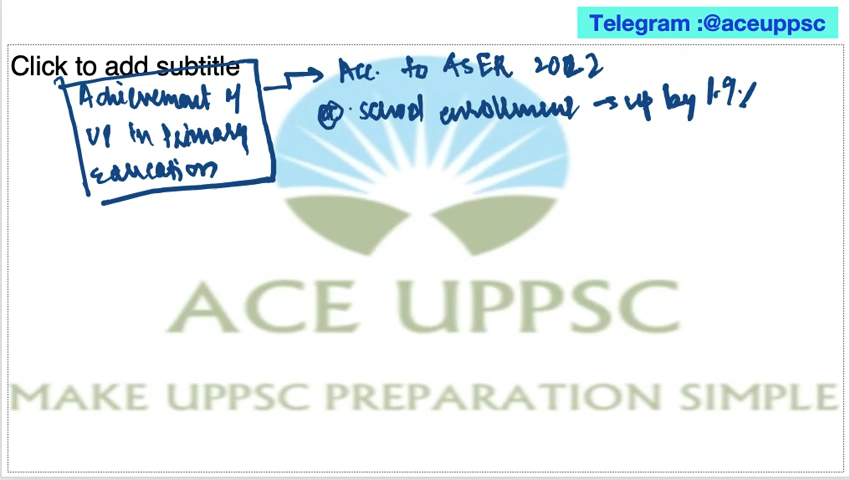 Telegram :@aceuppsc
Click to add subtitle
Achievement of
UP in Primary
education
Acc. to ASER 2022
school enrollment → up by 1.9%
ACE UPPSC
MAKE UPPSC PREPARATION SIMPLE